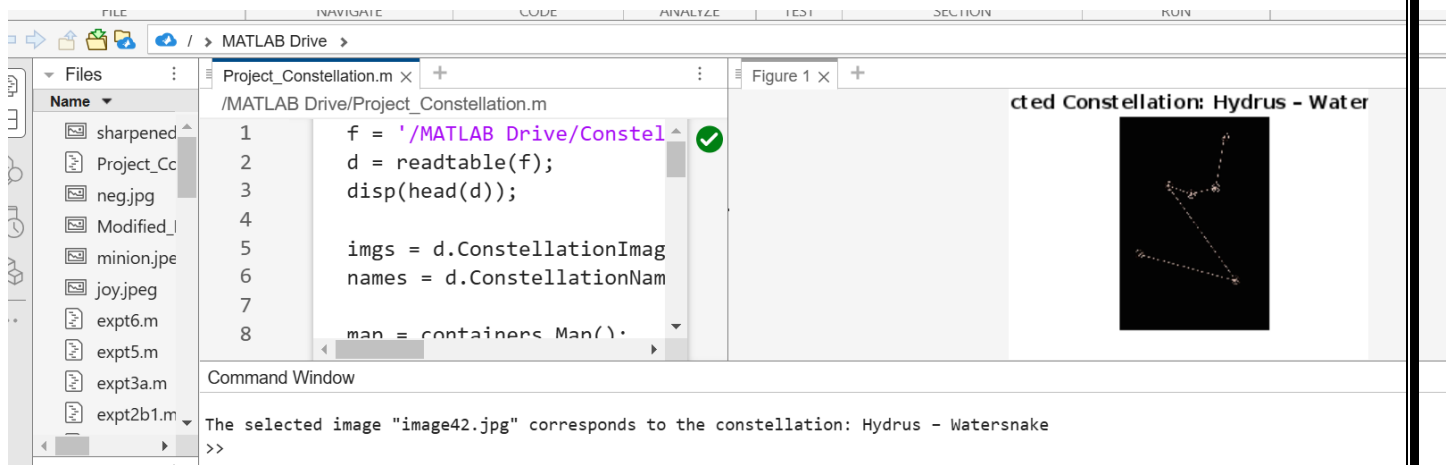 FILE NAVIGATE CODE ANALYZE TEST SECTION RUN
/ > MATLAB Drive >
Files
Name
sharpened
Project_Cc
neg.jpg
Modified_
minion.jpe
joy.jpeg
expt6.m
expt5.m
expt3a.m
expt2b1.m
Project_Constellation.m × +
/MATLAB Drive/Project_Constellation.m
1 f = '/MATLAB Drive/Constel
2 d = readtable(f);
3 disp(head(d));
4
5 imgs = d.ConstellationImag
6 names = d.ConstellationNam
7
8 map = containers.Map();
Figure 1 × +
cted Constellation: Hydrus – Water
Command Window
The selected image "image42.jpg" corresponds to the constellation: Hydrus – Watersnake
>>